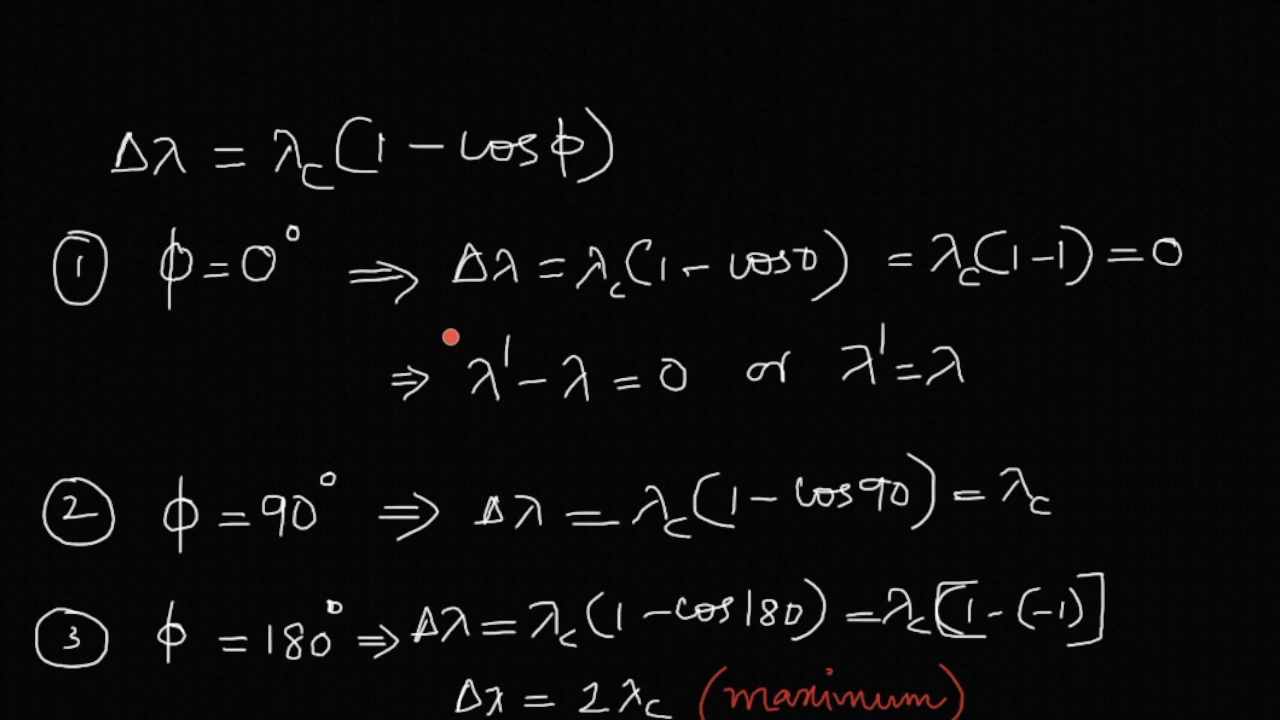 Δλ = λc(1 − cosϕ)
① ϕ = 0° ⇒ Δλ = λc(1 − cos0) = λc(1−1) = 0
⇒ λ' − λ = 0 or λ' = λ
② ϕ = 90° ⇒ Δλ = λc(1 − cos90) = λc
③ ϕ = 180° ⇒ Δλ = λc(1 − cos180) = λc[1 − (−1)]
Δλ = 2λc (maximum)